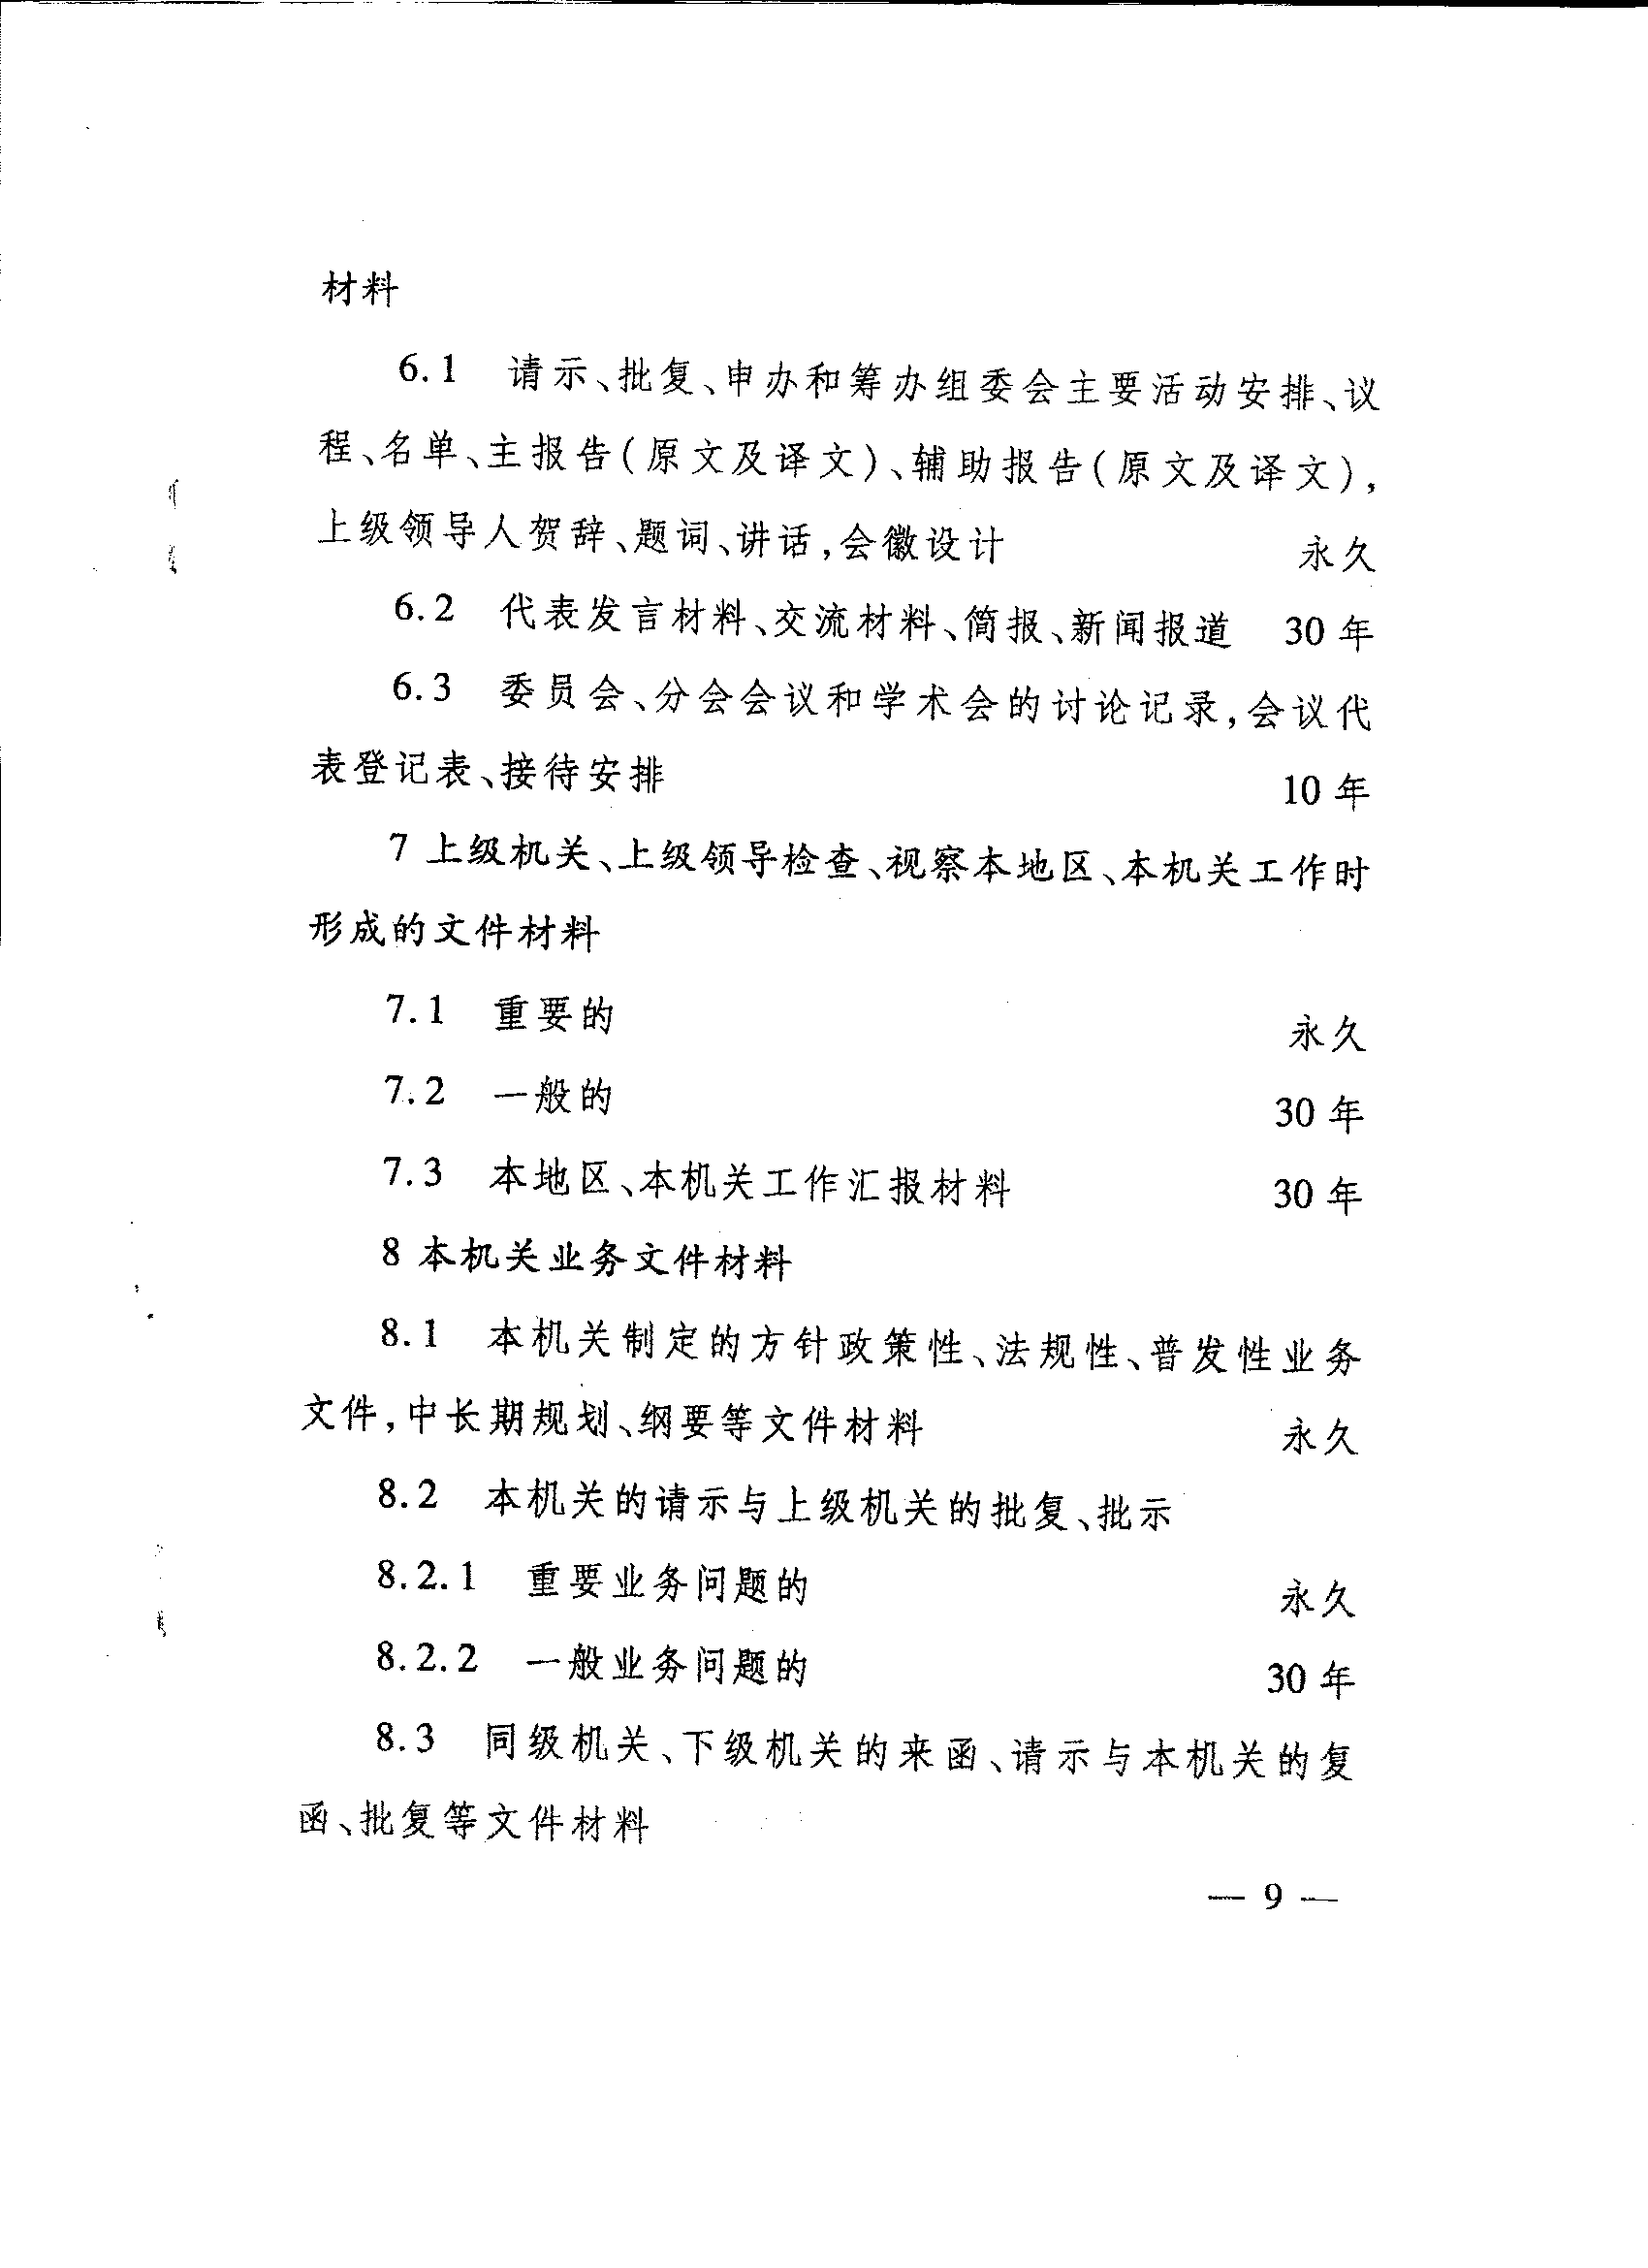 材料
6.1 请示、批复、申办和筹办组委会主要活动安排、议
程、名单、主报告(原文及译文)、辅助报告(原文及译文),
上级领导人贺辞、题词、讲话,会徽设计 永久
6.2 代表发言材料、交流材料、简报、新闻报道 30年
6.3 委员会、分会会议和学术会的讨论记录,会议代
表登记表、接待安排 10年
7 上级机关、上级领导检查、视察本地区、本机关工作时
形成的文件材料
7.1 重要的 永久
7.2 一般的 30年
7.3 本地区、本机关工作汇报材料 30年
8 本机关业务文件材料
8.1 本机关制定的方针政策性、法规性、普发性业务
文件,中长期规划、纲要等文件材料 永久
8.2 本机关的请示与上级机关的批复、批示
8.2.1 重要业务问题的 永久
8.2.2 一般业务问题的 30年
8.3 同级机关、下级机关的来函、请示与本机关的复
函、批复等文件材料
— 9 —